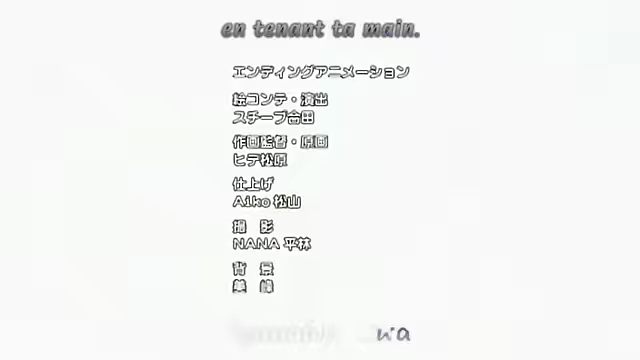 en tenant ta main.
エンディングアニメーション
絵コンテ・演出
スチーブ合田
作画監督・原画
ヒデ松原
仕上げ
Aiko 松山
撮 影
NANA 平林
背 景
美 峰